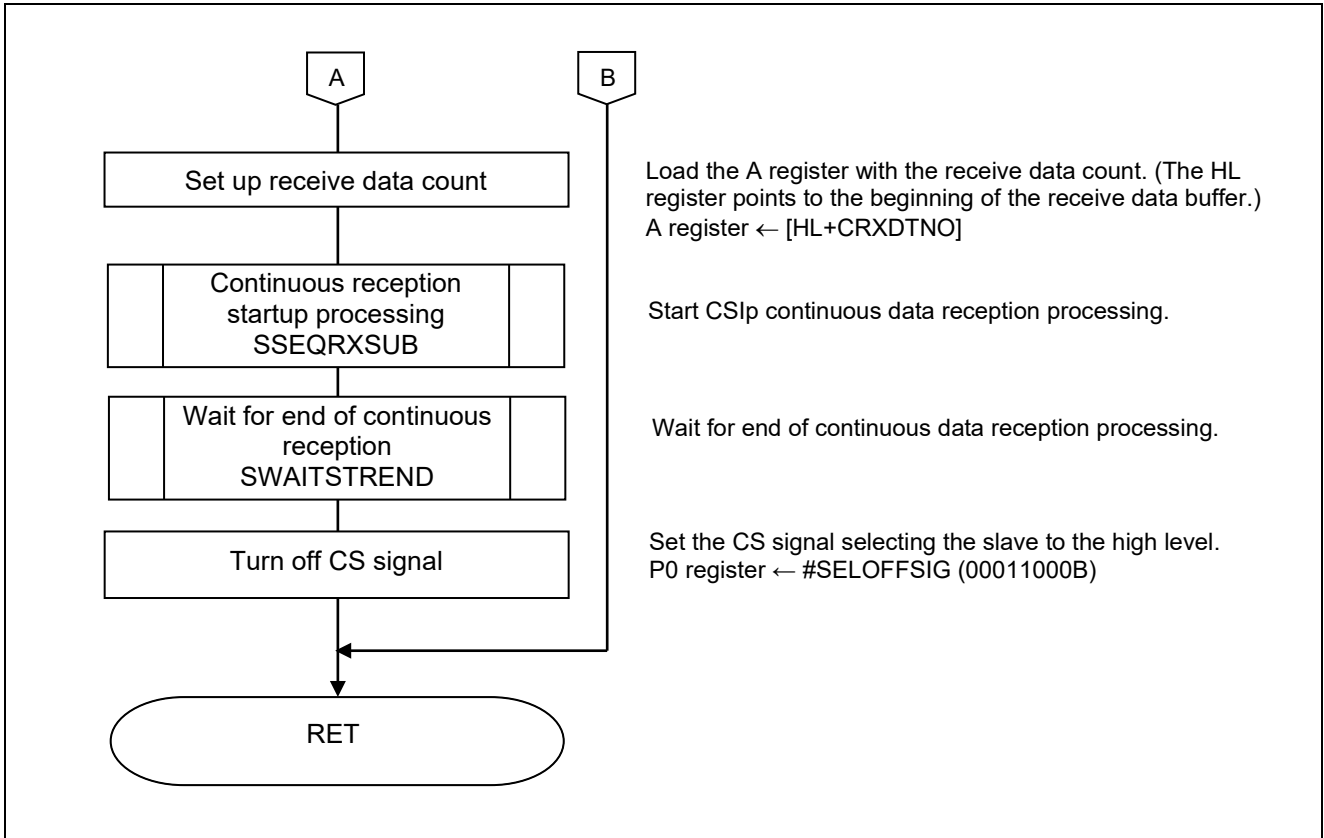 A
B
Set up receive data count
Load the A register with the receive data count. (The HL
register points to the beginning of the receive data buffer.)
A register ← [HL+CRXDTNO]
Continuous reception
startup processing
SSEQRXSUB
Start CSIp continuous data reception processing.
Wait for end of continuous
reception
SWAITSTREND
Wait for end of continuous data reception processing.
Turn off CS signal
Set the CS signal selecting the slave to the high level.
P0 register ← #SELOFFSIG (00011000B)
RET